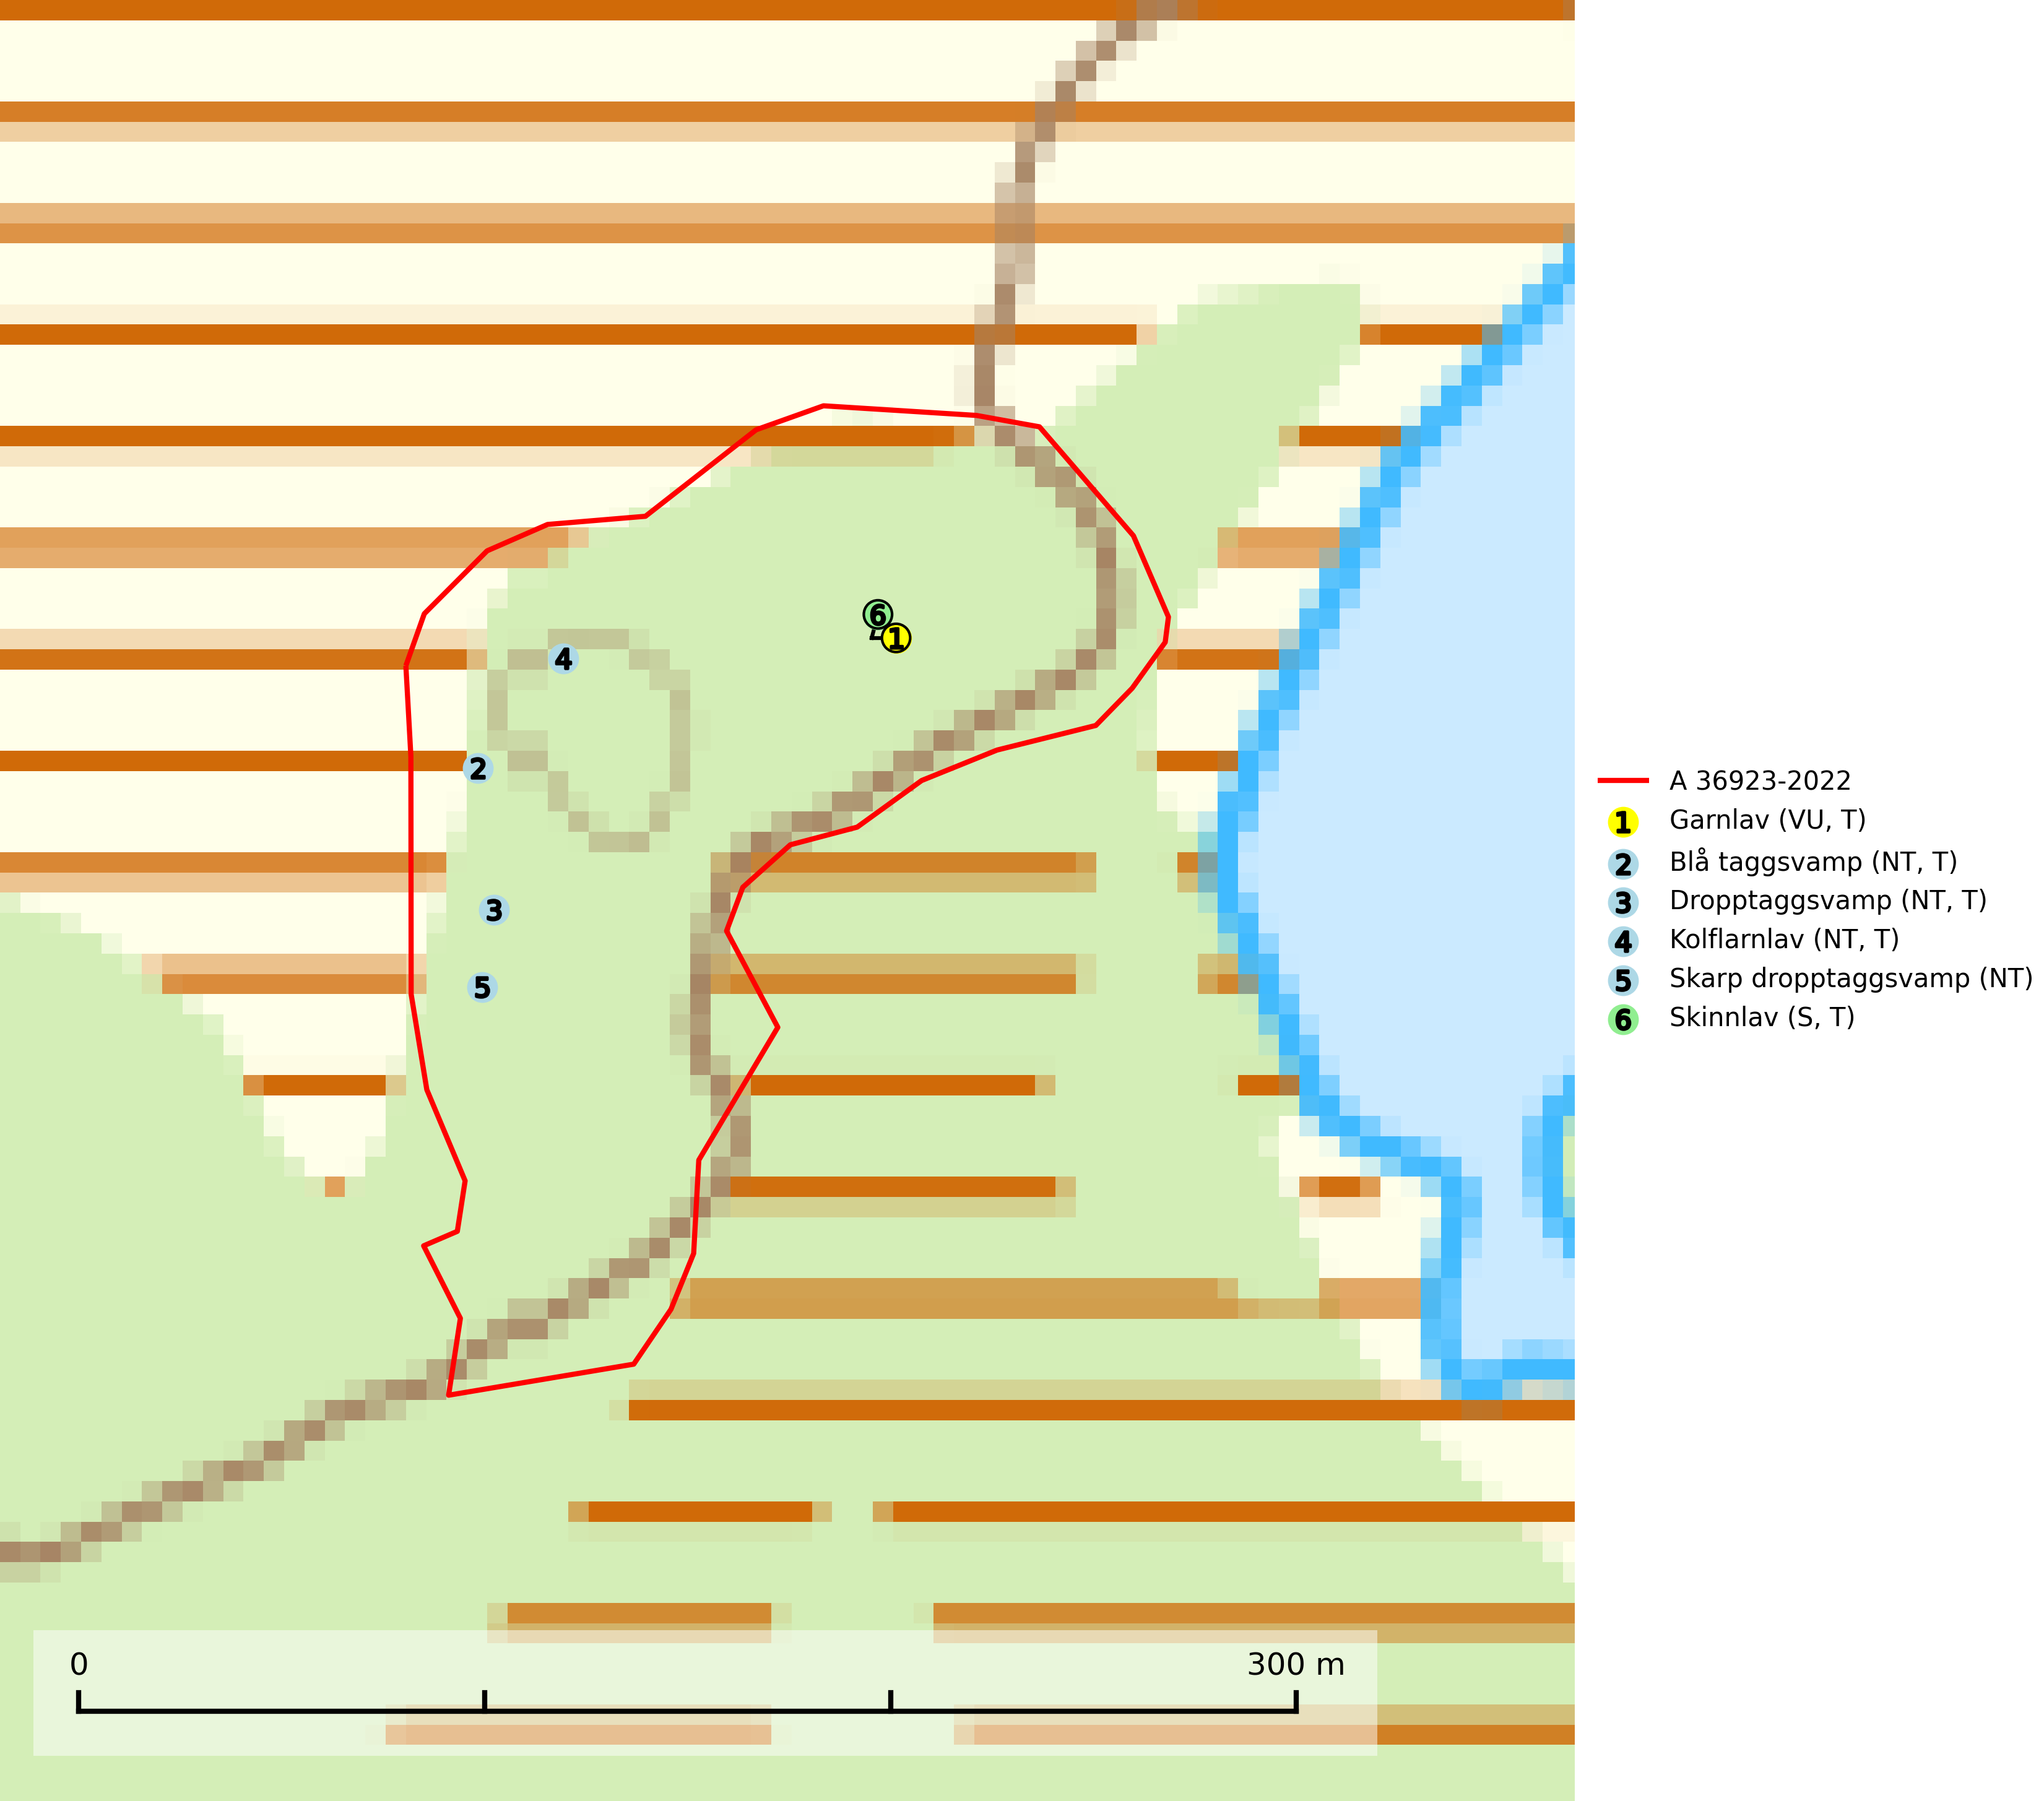 6
4
1
4
2
3
5
A 36923-2022
1 Garnlav (VU, T)
2 Blå taggsvamp (NT, T)
3 Dropptaggsvamp (NT, T)
4 Kolflarnlav (NT, T)
5 Skarp dropptaggsvamp (NT)
6 Skinnlav (S, T)
0 300 m